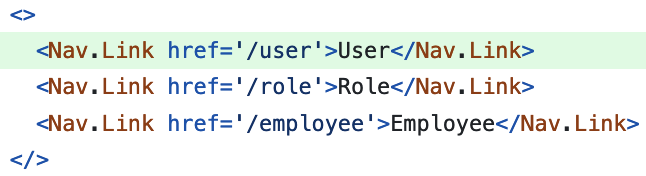 <>
<Nav.Link href='/user'>User</Nav.Link>
<Nav.Link href='/role'>Role</Nav.Link>
<Nav.Link href='/employee'>Employee</Nav.Link>
</>